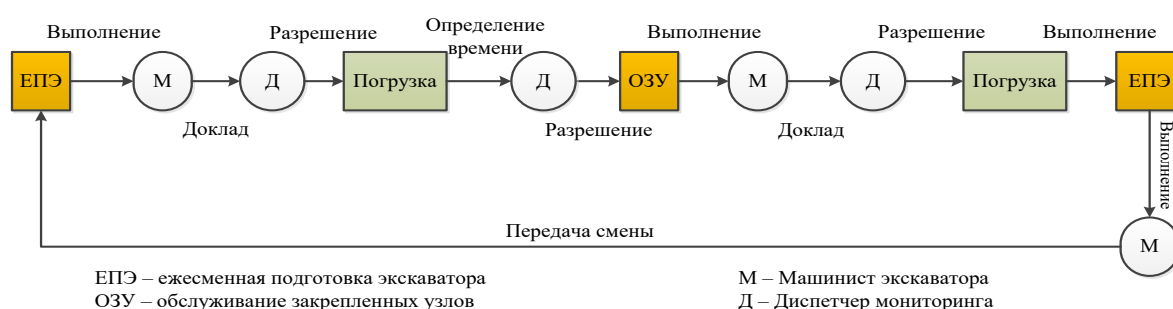 Выполнение
Разрешение
Определение
времени
Выполнение
Разрешение
Выполнение
ЕПЭ
М
Д
Погрузка
Д
ОЗУ
М
Д
Погрузка
ЕПЭ
Доклад
Разрешение
Доклад
Выполнение
Передача смены
М
ЕПЭ – ежесменная подготовка экскаватора
М – Машинист экскаватора
ОЗУ – обслуживание закрепленных узлов
Д – Диспетчер мониторинга